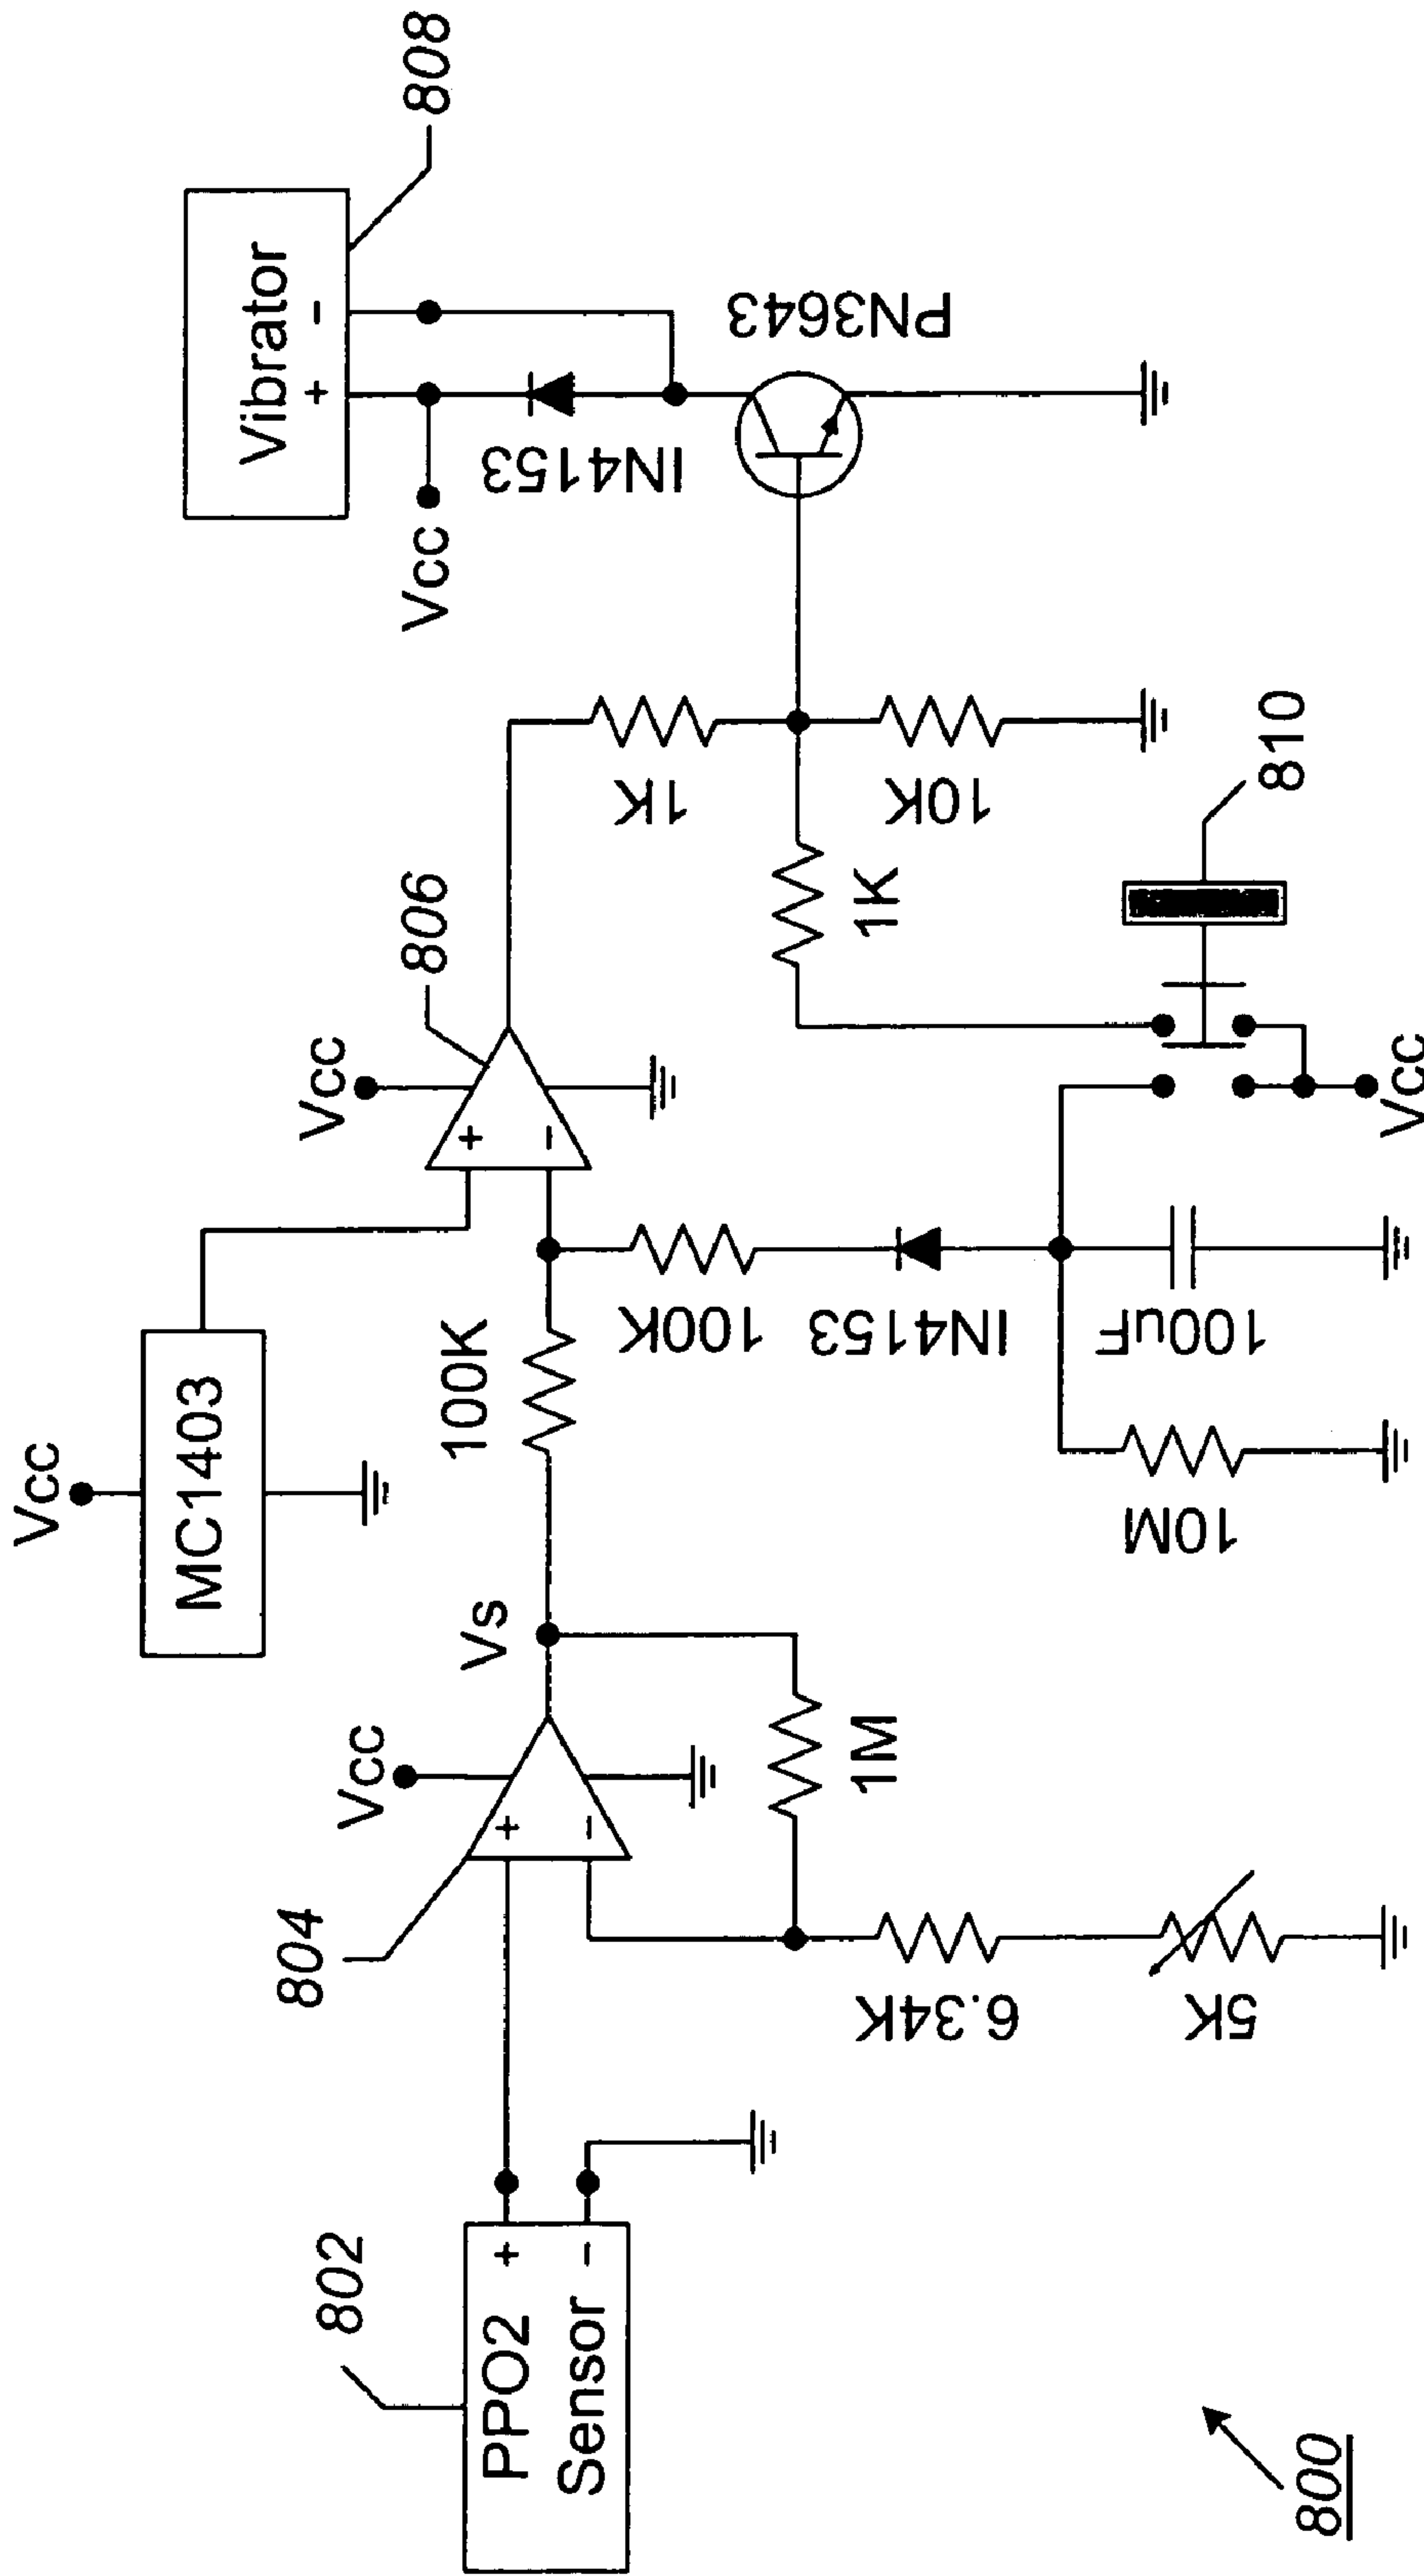 802
PPO2 +
Sensor -
804
Vcc
+
-
Vs
1M
6.34K
5K
Vcc
MC1403
100K
Vcc
806
+
-
100K
IN4153
100uF
10M
Vcc
1K
10K
1K
810
Vibrator
+ -
808
Vcc
IN4153
PN3643
800